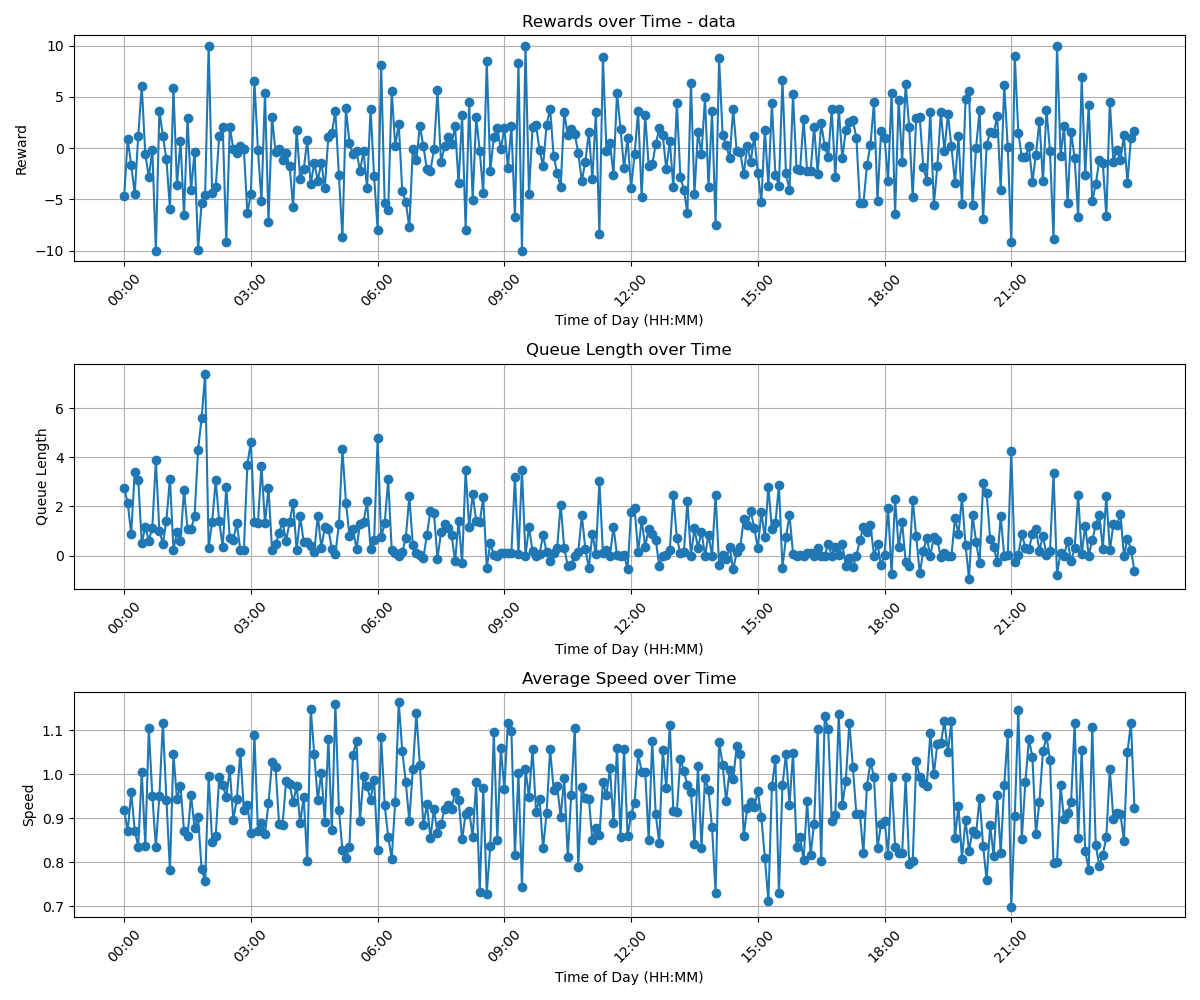 Rewards over Time - data
10
5
0
−5
−10
Reward
00:00 03:00 06:00 09:00 12:00 15:00 18:00 21:00
Time of Day (HH:MM)
Queue Length over Time
6
4
2
0
Queue Length
00:00 03:00 06:00 09:00 12:00 15:00 18:00 21:00
Time of Day (HH:MM)
Average Speed over Time
1.1
1.0
0.9
0.8
0.7
Speed
00:00 03:00 06:00 09:00 12:00 15:00 18:00 21:00
Time of Day (HH:MM)